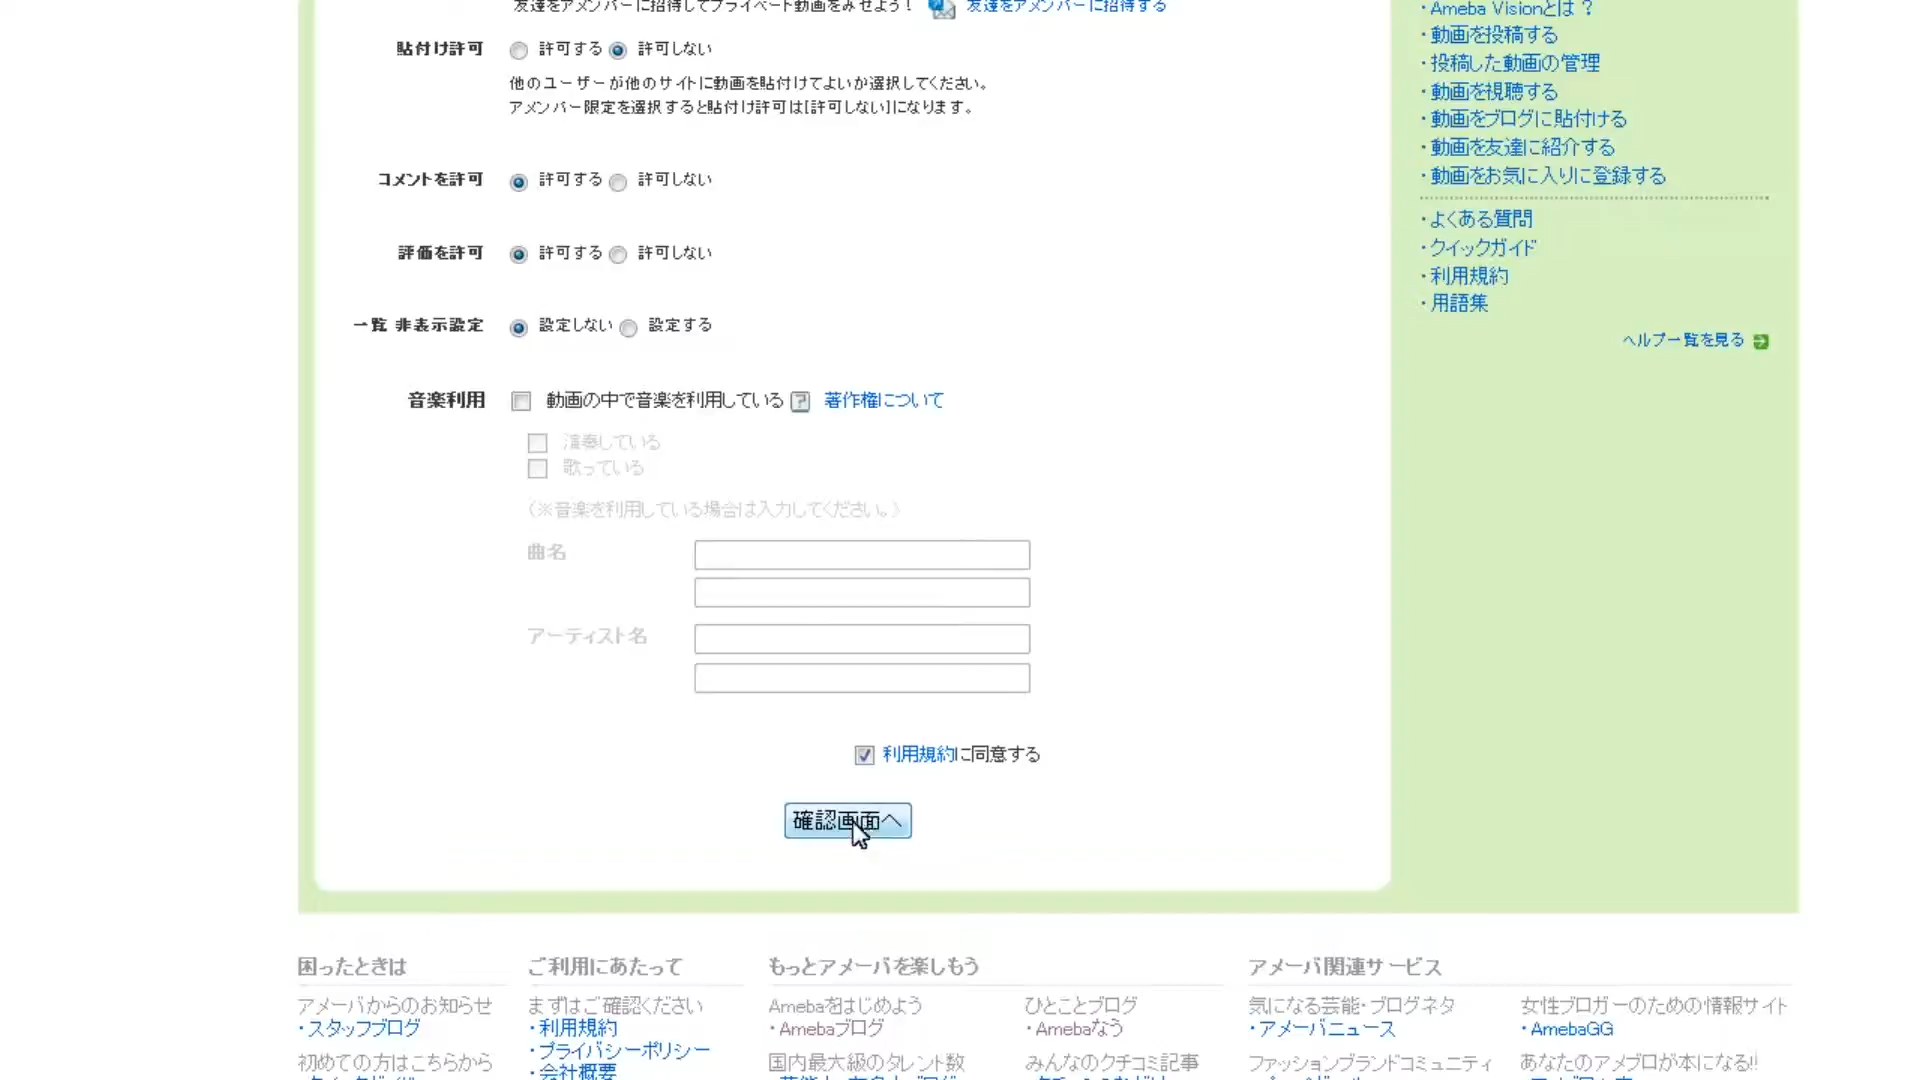 友達をアメンバーに招待してプライベート動画をみせよう！ 友達をアメンバーに招待する
貼付け許可 許可する 許可しない
他のユーザーが他のサイトに動画を貼付けてよいか選択してください。
アメンバー限定を選択すると貼付け許可は[許可しない]になります。
コメントを許可 許可する 許可しない
評価を許可 許可する 許可しない
一覧 非表示設定 設定しない 設定する
音楽利用 動画の中で音楽を利用している ? 著作権について
演奏している
歌っている
（※音楽を利用している場合は入力してください。）
曲名
アーティスト名
利用規約に同意する
確認画面へ
・Ameba Visionとは？
・動画を投稿する
・投稿した動画の管理
・動画を視聴する
・動画をブログに貼付ける
・動画を友達に紹介する
・動画をお気に入りに登録する
・よくある質問
・クイックガイド
・利用規約
・用語集
ヘルプ一覧を見る
困ったときは
アメーバからのお知らせ
・スタッフブログ
初めての方はこちらから
ご利用にあたって
まずはご確認ください
・利用規約
・プライバシーポリシー
・会社概要
もっとアメーバを楽しもう
Amebaをはじめよう
・Amebaブログ
国内最大級のタレント数
ひとことブログ
・Amebaなう
みんなのクチコミ記事
アメーバ関連サービス
気になる芸能・ブログネタ
・アメーバニュース
ファッションブランドコミュニティ
女性ブロガーのための情報サイト
・AmebaGG
あなたのアメブロが本になる!!